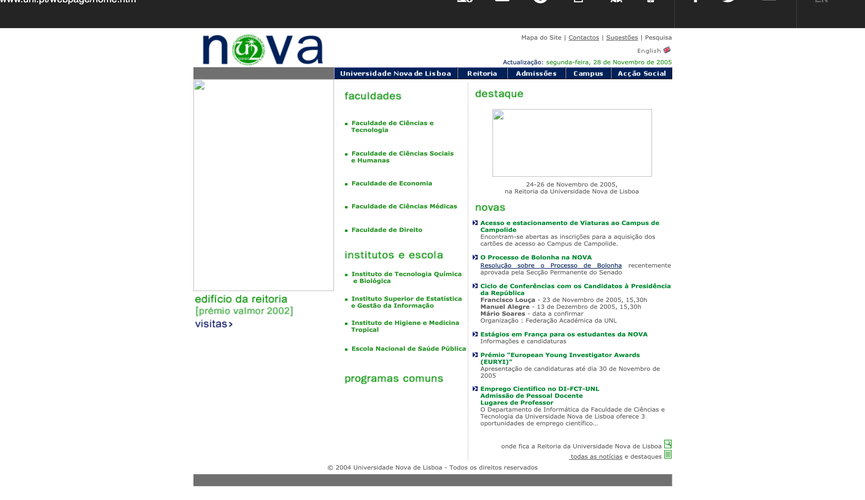 www.unl.pt/webpage/home.htm
EN
nova
Mapa do Site | Contactos | Sugestões | Pesquisa
English
Actualização: segunda-feira, 28 de Novembro de 2005
Universidade Nova de Lisboa
Reitoria
Admissões
Campus
Acção Social
edifício da reitoria
[prémio valmor 2002]
visitas>
faculdades
Faculdade de Ciências e
Tecnologia
Faculdade de Ciências Sociais
e Humanas
Faculdade de Economia
Faculdade de Ciências Médicas
Faculdade de Direito
institutos e escola
Instituto de Tecnologia Química
e Biológica
Instituto Superior de Estatística
e Gestão da Informação
Instituto de Higiene e Medicina
Tropical
Escola Nacional de Saúde Pública
programas comuns
destaque
24-26 de Novembro de 2005,
na Reitoria da Universidade Nova de Lisboa
novas
Acesso e estacionamento de Viaturas ao Campus de
Campolide
Encontram-se abertas as inscrições para a aquisição dos
cartões de acesso ao Campus de Campolide.
O Processo de Bolonha na NOVA
Resolução sobre o Processo de Bolonha recentemente
aprovada pela Secção Permanente do Senado
Ciclo de Conferências com os Candidatos à Presidência
da República
Francisco Louça - 23 de Novembro de 2005, 15,30h
Manuel Alegre - 13 de Dezembro de 2005, 15,30h
Mário Soares - data a confirmar
Organização : Federação Académica da UNL
Estágios em França para os estudantes da NOVA
Informações e candidaturas
Prémio "European Young Investigator Awards
(EURYI)"
Apresentação de candidaturas até dia 30 de Novembro de
2005
Emprego Científico no DI-FCT-UNL
Admissão de Pessoal Docente
Lugares de Professor
O Departamento de Informática da Faculdade de Ciências e
Tecnologia da Universidade Nova de Lisboa oferece 3
oportunidades de emprego científico...
onde fica a Reitoria da Universidade Nova de Lisboa
todas as notícias e destaques
© 2004 Universidade Nova de Lisboa - Todos os direitos reservados